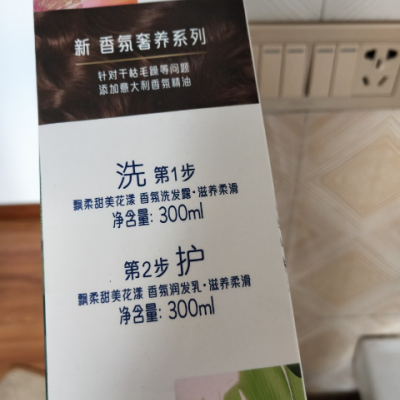 新 香氛奢养系列
针对干枯毛躁等问题
添加意大利香氛精油
洗 第1步
飘柔甜美花漾 香氛洗发露·滋养柔滑
净含量: 300ml
第2步 护
飘柔甜美花漾 香氛润发乳·滋养柔滑
净含量: 300ml